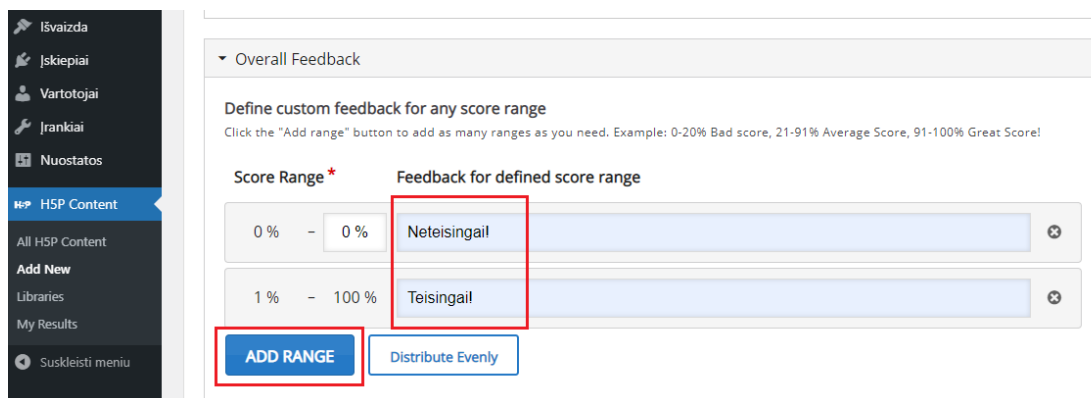 Išvaizda
Įskiepiai
Vartotojai
Įrankiai
Nuostatos
H5P H5P Content
All H5P Content
Add New
Libraries
My Results
Suskleisti meniu
Overall Feedback
Define custom feedback for any score range
Click the "Add range" button to add as many ranges as you need. Example: 0-20% Bad score, 21-91% Average Score, 91-100% Great Score!
Score Range * Feedback for defined score range
0 % – 0 % Neteisingai!
1 % – 100 % Teisingai!
ADD RANGE Distribute Evenly